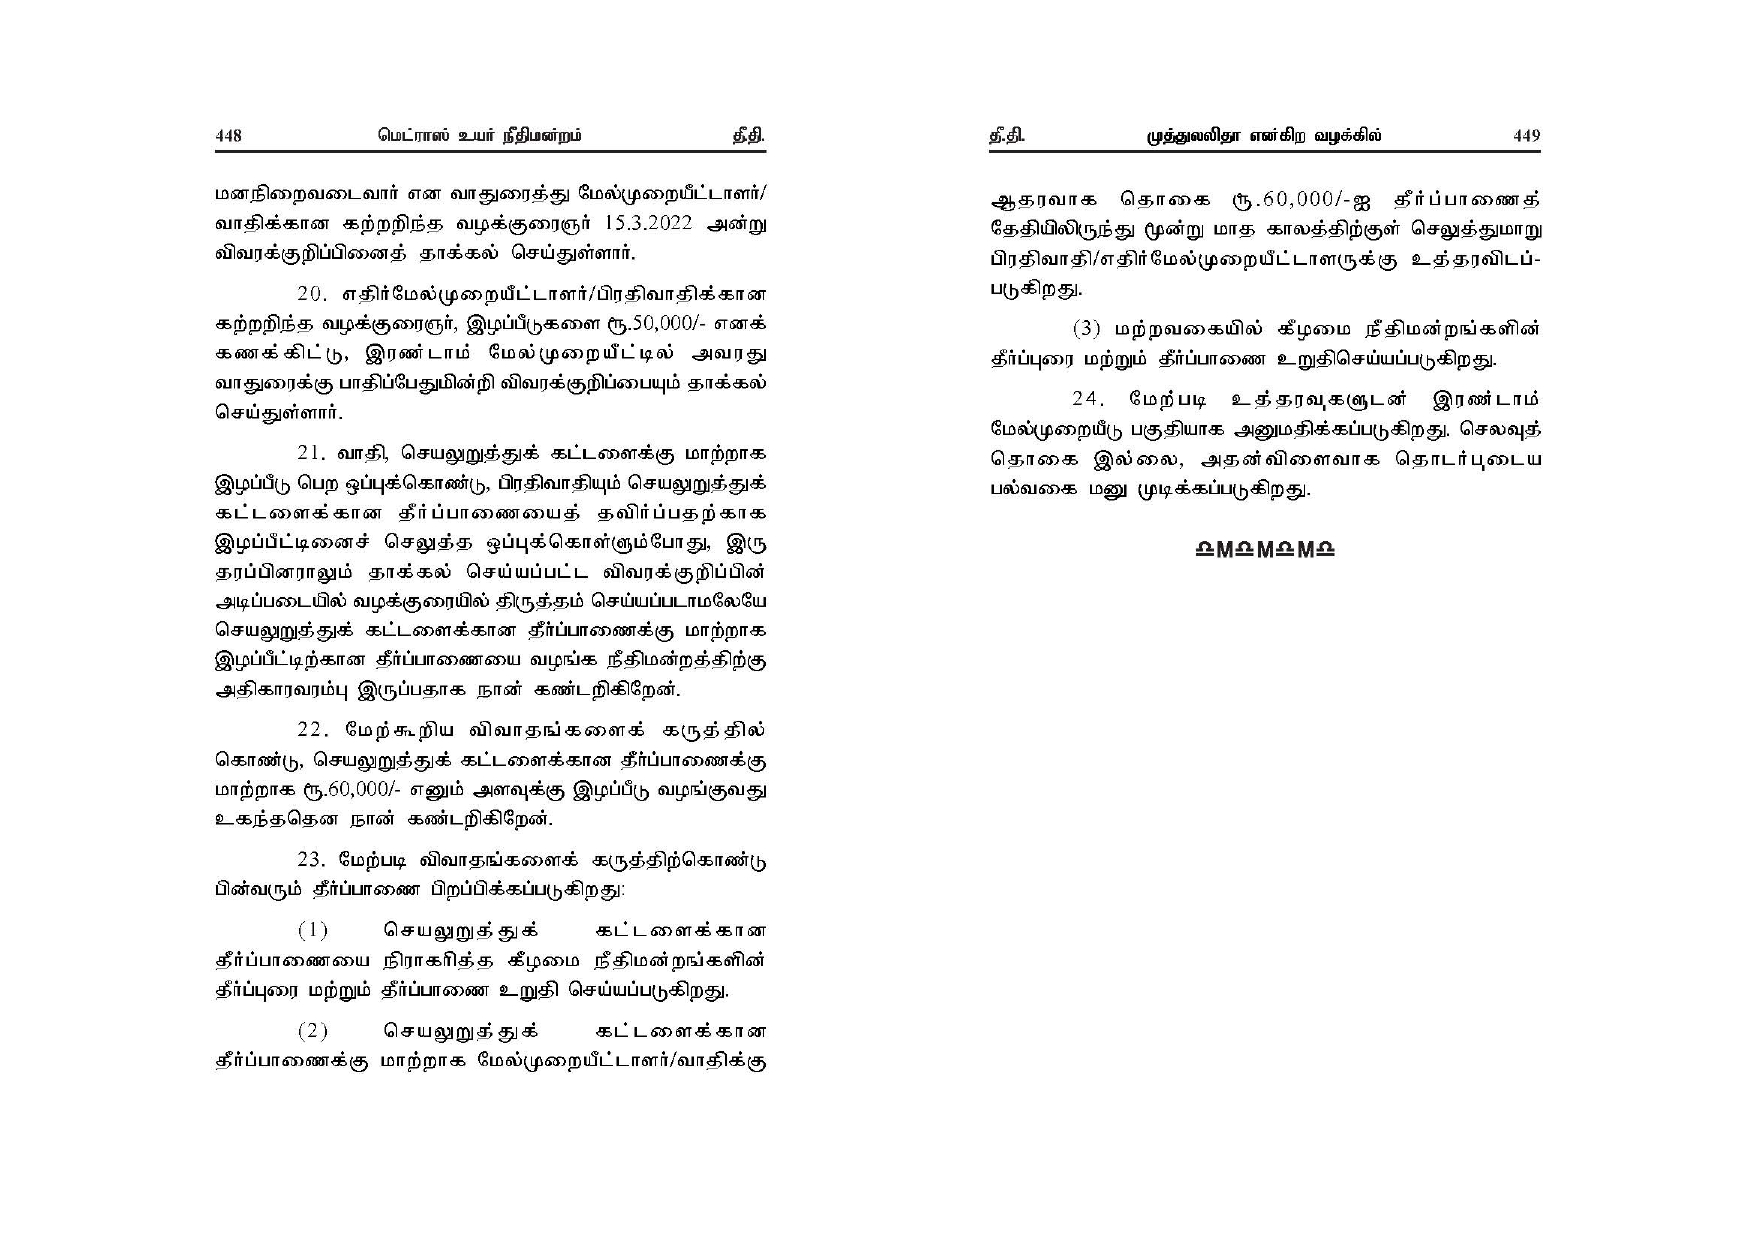 448 மெட்ராஸ் உயர் நீதிமன்றம் தீ.தி.
மனநிறைவடைவார் என வாதுரைத்து மேல்முறையீட்டாளர்/
வாதிக்கான கற்றறிந்த வழக்குரைஞர் 15.3.2022 அன்று
விவரக்குறிப்பினைத் தாக்கல் செய்துள்ளார்.
20. எதிர்மேல்முறையீட்டாளர்/பிரதிவாதிக்கான
கற்றறிந்த வழக்குரைஞர், இழப்பீடுகளை ரூ.50,000/- எனக்
கணக்கிட்டு, இரண்டாம் மேல்முறையீட்டில் அவரது
வாதுரைக்கு பாதிப்பேதுமின்றி விவரக்குறிப்பையும் தாக்கல்
செய்துள்ளார்.
21. வாதி, செயலுறுத்துக் கட்டளைக்கு மாற்றாக
இழப்பீடு பெற ஒப்புக்கொண்டு, பிரதிவாதியும் செயலுறுத்துக்
கட்டளைக்கான தீர்ப்பாணையைத் தவிர்ப்பதற்காக
இழப்பீட்டினைச் செலுத்த ஒப்புக்கொள்ளும்போது, இரு
தரப்பினராலும் தாக்கல் செய்யப்பட்ட விவரக்குறிப்பின்
அடிப்படையில் வழக்குரையில் திருத்தம் செய்யப்படாமலேயே
செயலுறுத்துக் கட்டளைக்கான தீர்ப்பாணைக்கு மாற்றாக
இழப்பீட்டிற்கான தீர்ப்பாணையை வழங்க நீதிமன்றத்திற்கு
அதிகாரவரம்பு இருப்பதாக நான் கண்டறிகிறேன்.
22. மேற்கூறிய விவாதங்களைக் கருத்தில்
கொண்டு, செயலுறுத்துக் கட்டளைக்கான தீர்ப்பாணைக்கு
மாற்றாக ரூ.60,000/- எனும் அளவுக்கு இழப்பீடு வழங்குவது
உகந்ததென நான் கண்டறிகிறேன்.
23. மேற்படி விவாதங்களைக் கருத்திற்கொண்டு
பின்வரும் தீர்ப்பாணை பிறப்பிக்கப்படுகிறது:
(1) செயலுறுத்துக் கட்டளைக்கான
தீர்ப்பாணையை நிராகரித்த கீழமை நீதிமன்றங்களின்
தீர்ப்புரை மற்றும் தீர்ப்பாணை உறுதி செய்யப்படுகிறது.
(2) செயலுறுத்துக் கட்டளைக்கான
தீர்ப்பாணைக்கு மாற்றாக மேல்முறையீட்டாளர்/வாதிக்கு
தீ.தி. முத்துலலிதா என்கிற வழக்கில் 449
ஆதரவாக தொகை ரூ.60,000/-ஐ தீர்ப்பாணைத்
தேதியிலிருந்து மூன்று மாத காலத்திற்குள் செலுத்துமாறு
பிரதிவாதி/எதிர்மேல்முறையீட்டாளருக்கு உத்தரவிடப்-
படுகிறது.
(3) மற்றவகையில் கீழமை நீதிமன்றங்களின்
தீர்ப்புரை மற்றும் தீர்ப்பாணை உறுதிசெய்யப்படுகிறது.
24. மேற்படி உத்தரவுகளுடன் இரண்டாம்
மேல்முறையீடு பகுதியாக அனுமதிக்கப்படுகிறது. செலவுத்
தொகை இல்லை, அதன்விளைவாக தொடர்புடைய
பல்வகை மனு முடிக்கப்படுகிறது.
♎M♎M♎M♎